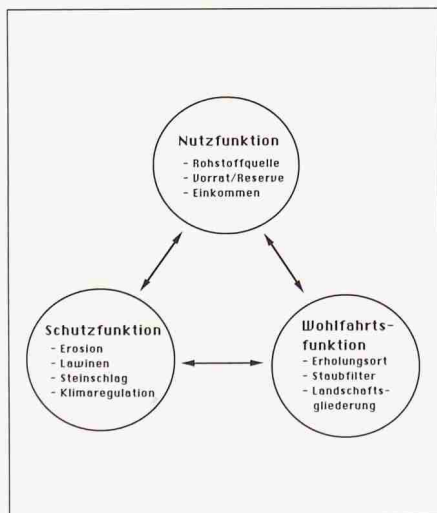 Nutzfunktion
- Rohstoffquelle
- Vorrat/Reserve
- Einkommen
Schutzfunktion
- Erosion
- Lawinen
- Steinschlag
- Klimaregulation
Wohlfahrts-
funktion
- Erholungsort
- Staubfilter
- Landschafts-
gliederung